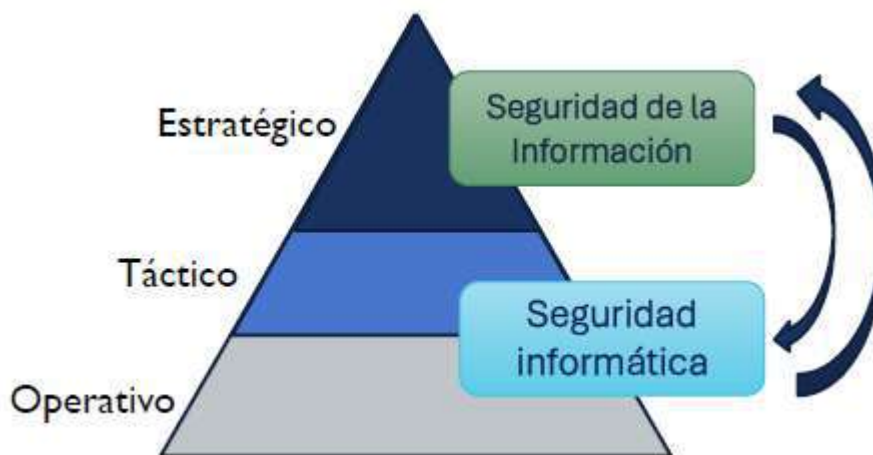 Estratégico
Seguridad de la
Información
Táctico
Seguridad
informática
Operativo